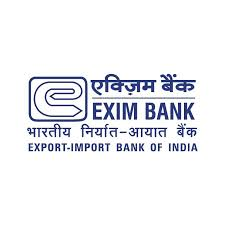 एक्ज़िम बैंक
EXIM BANK
भारतीय निर्यात-आयात बैंक
EXPORT-IMPORT BANK OF INDIA